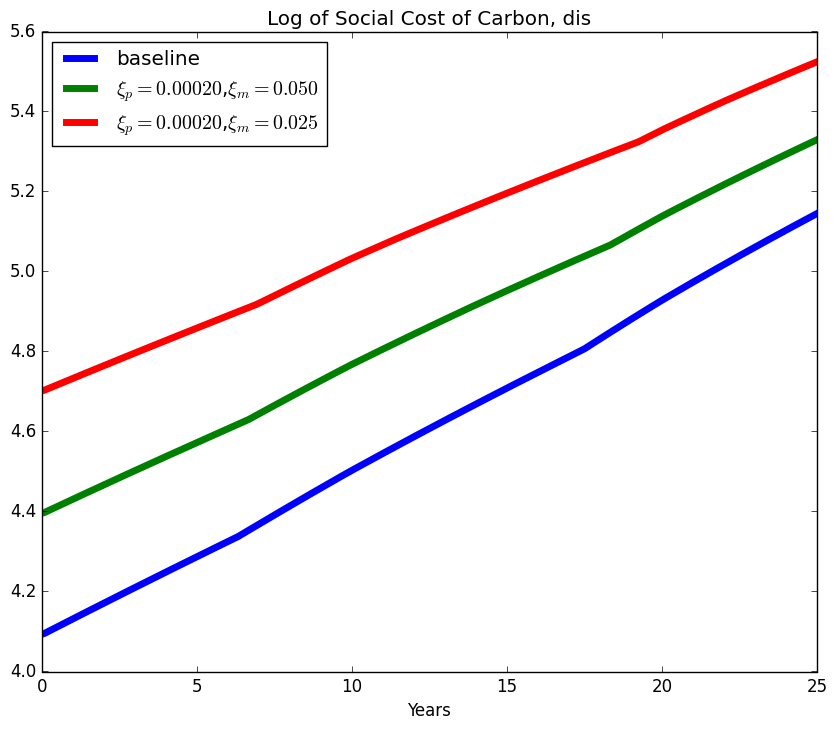 Log of Social Cost of Carbon, dis
5.6
5.4
5.2
5.0
4.8
4.6
4.4
4.2
4.0
baseline
ξₚ = 0.00020,ξₘ = 0.050
ξₚ = 0.00020,ξₘ = 0.025
0 5 10 15 20 25
Years